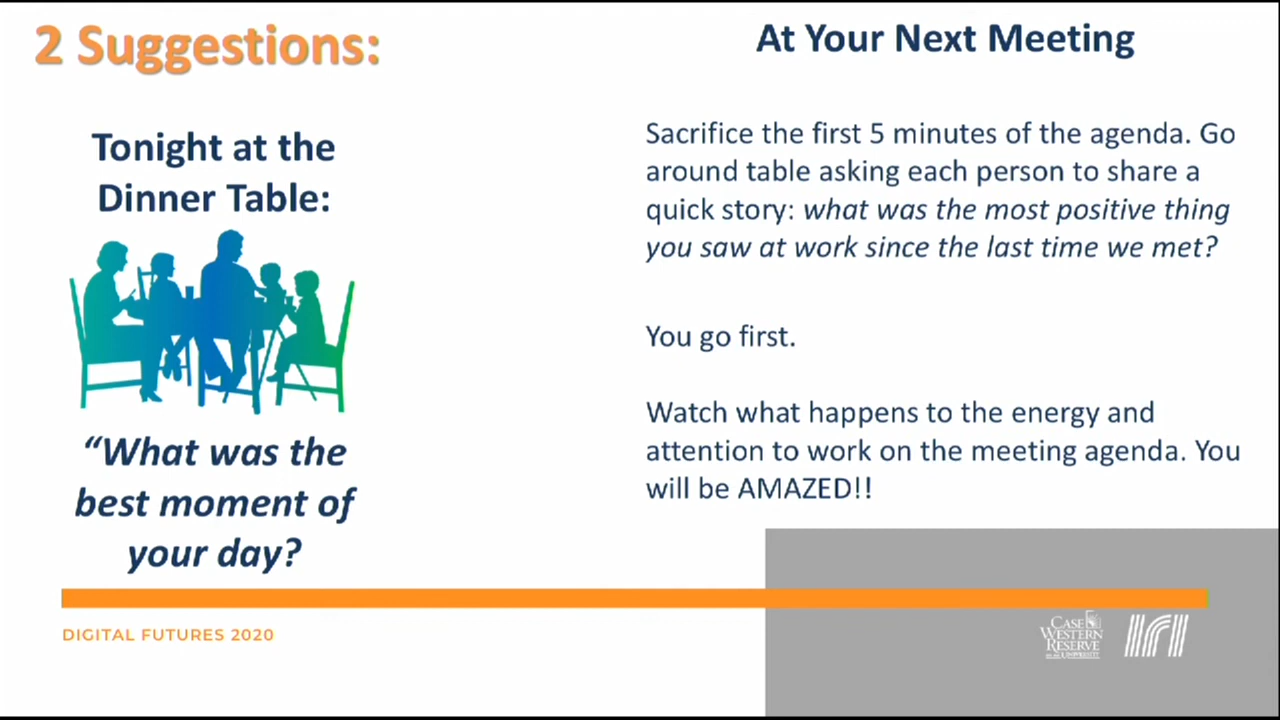 2 Suggestions:
Tonight at the
Dinner Table:
“What was the
best moment of
your day?
At Your Next Meeting
Sacrifice the first 5 minutes of the agenda. Go
around table asking each person to share a
quick story: what was the most positive thing
you saw at work since the last time we met?
You go first.
Watch what happens to the energy and
attention to work on the meeting agenda. You
will be AMAZED!!
DIGITAL FUTURES 2020
CASE
WESTERN
RESERVE
UNIVERSITY